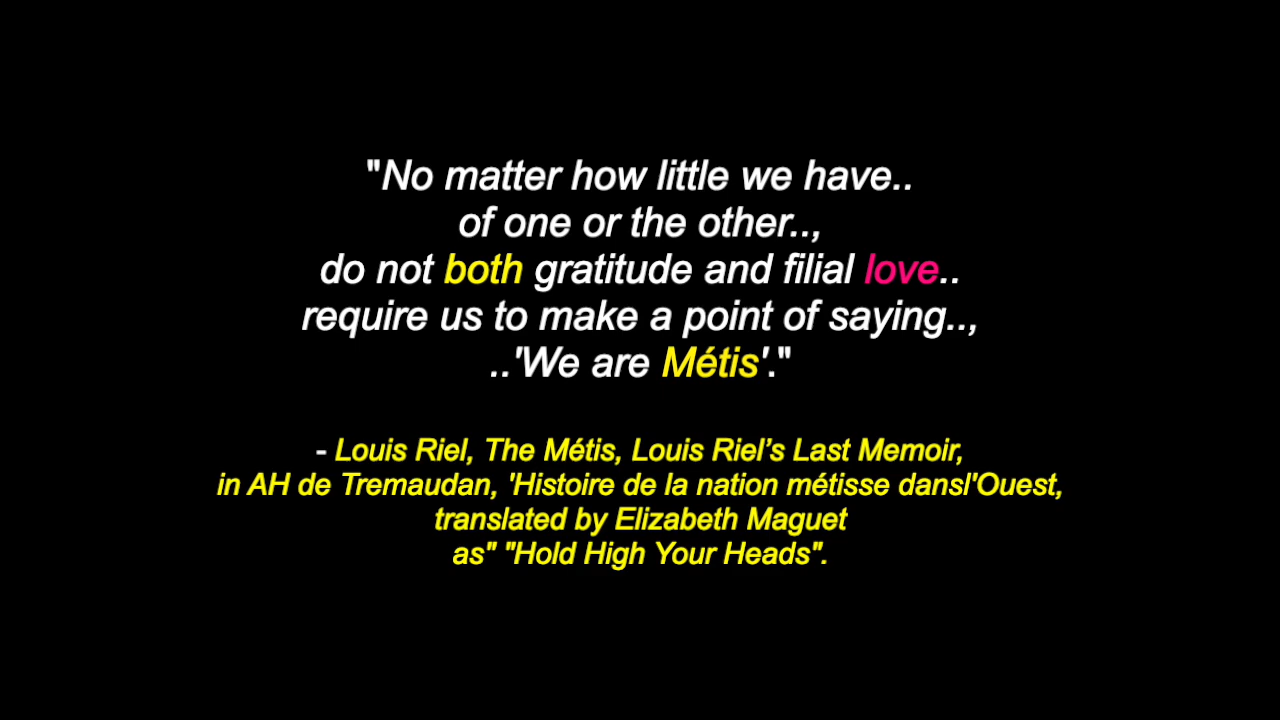 "No matter how little we have..
of one or the other..,
do not both gratitude and filial love..
require us to make a point of saying..,
..'We are Métis'."
- Louis Riel, The Métis, Louis Riel’s Last Memoir,
in AH de Tremaudan, 'Histoire de la nation métisse dansl'Ouest,
translated by Elizabeth Maguet
as" "Hold High Your Heads".